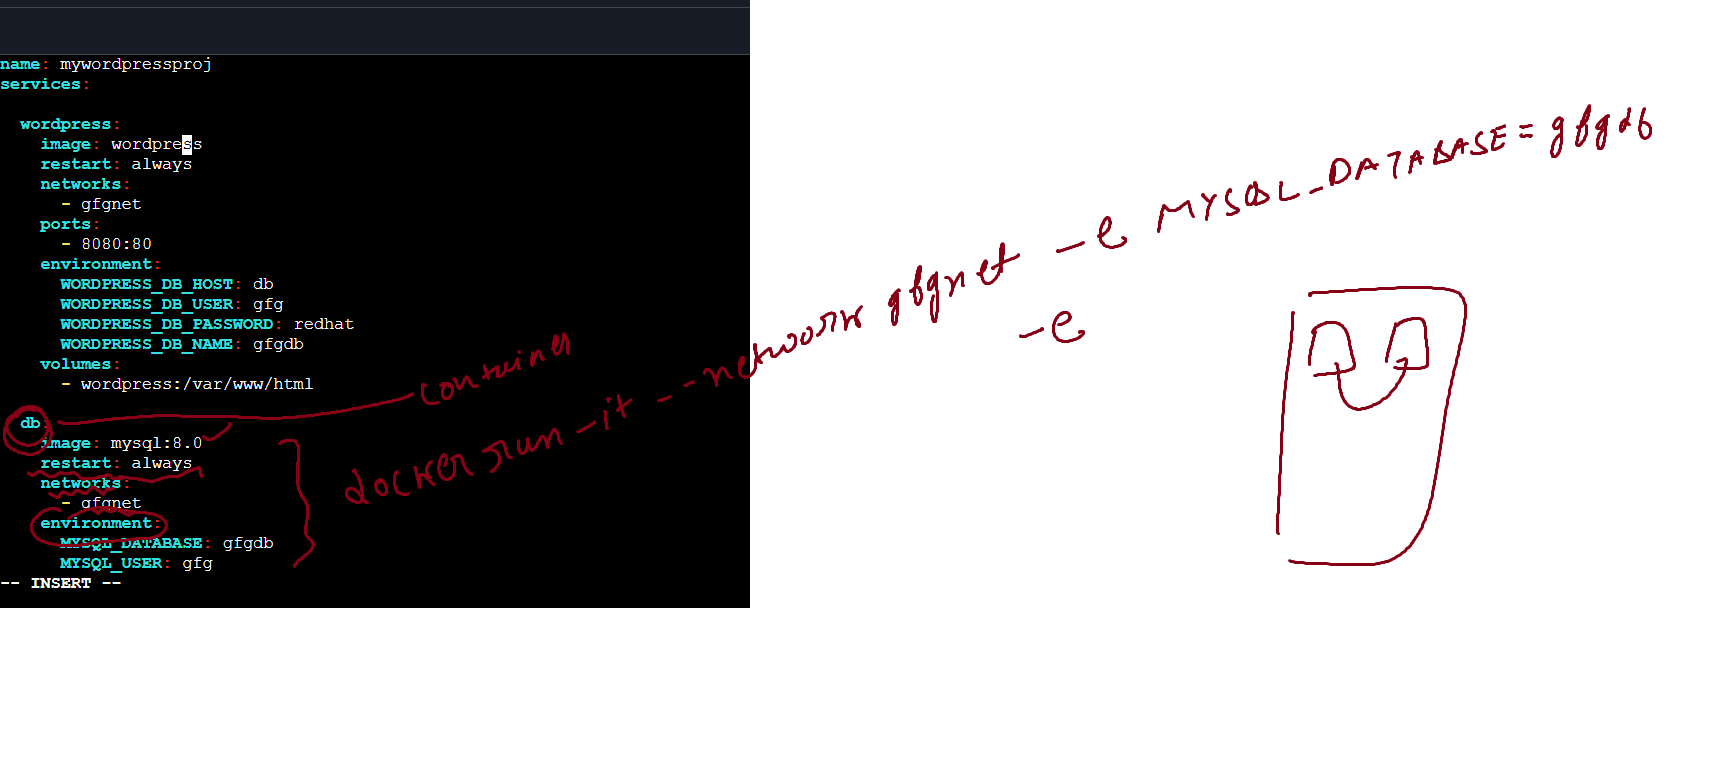 name: mywordpressproj
services:
wordpress:
image: wordpress
restart: always
networks:
- gfgnet
ports:
- 8080:80
environment:
WORDPRESS_DB_HOST: db
WORDPRESS_DB_USER: gfg
WORDPRESS_DB_PASSWORD: redhat
WORDPRESS_DB_NAME: gfgdb
volumes:
- wordpress:/var/www/html
db:
image: mysql:8.0
restart: always
networks:
- gfgnet
environment:
MYSQL_DATABASE: gfgdb
MYSQL_USER: gfg
-- INSERT --
container
docker run -it --network gfgnet -e MYSQL_DATABASE=gfgdb
-e